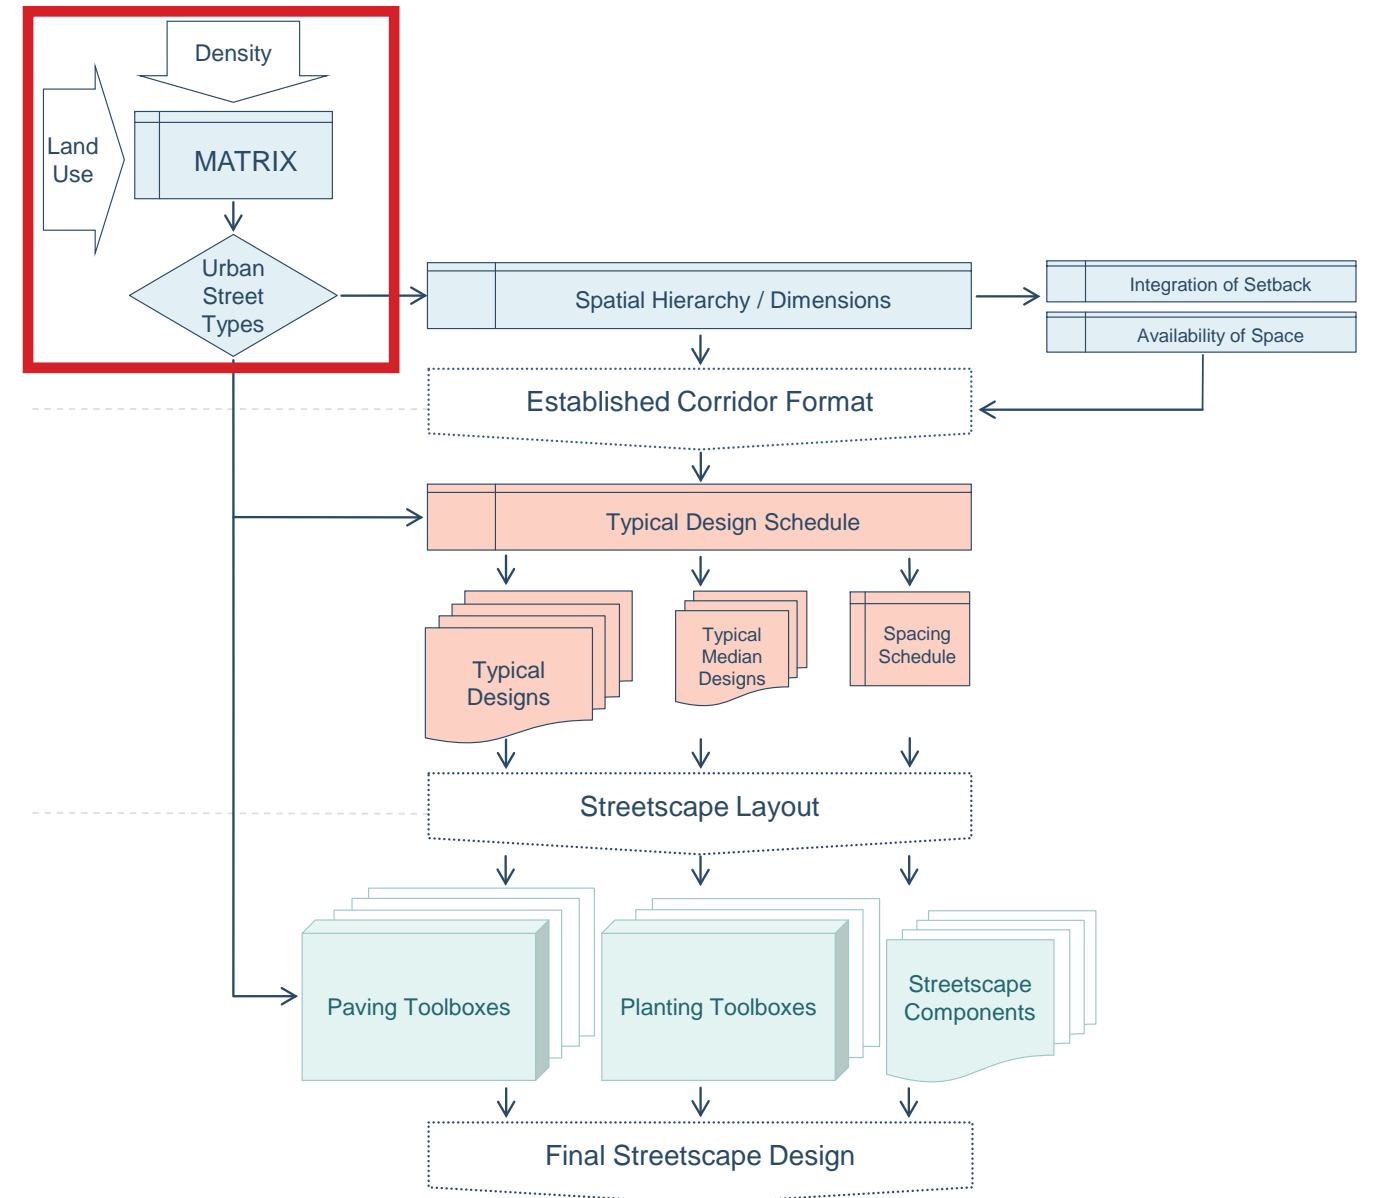 Density
Land
Use
MATRIX
Urban
Street
Types
Spatial Hierarchy / Dimensions
Integration of Setback
Availability of Space
Established Corridor Format
Typical Design Schedule
Typical
Designs
Typical
Median
Designs
Spacing
Schedule
Streetscape Layout
Paving Toolboxes
Planting Toolboxes
Streetscape
Components
Final Streetscape Design